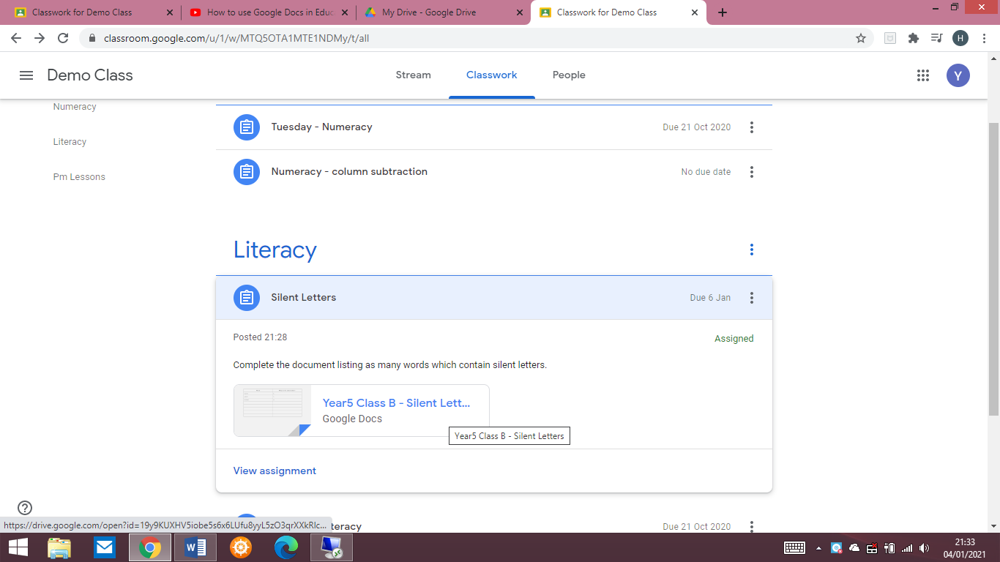 Classwork for Demo Class
How to use Google Docs in Educ
My Drive - Google Drive
Classwork for Demo Class
classroom.google.com/u/1/w/MTQ5OTA1MTE1NDMy/t/all
H
Demo Class
Stream
Classwork
People
Y
Numeracy
Literacy
Pm Lessons
Tuesday - Numeracy
Due 21 Oct 2020
Numeracy - column subtraction
No due date
Literacy
Silent Letters
Due 6 Jan
Posted 21:28
Assigned
Complete the document listing as many words which contain silent letters.
Year5 Class B - Silent Lett...
Google Docs
Year5 Class B - Silent Letters
View assignment
https://drive.google.com/open?id=19y9KUXHV5iobe5s6x6LUfu8yyL5zO3qrXXkRlc...
teracy
Due 21 Oct 2020
21:33
04/01/2021